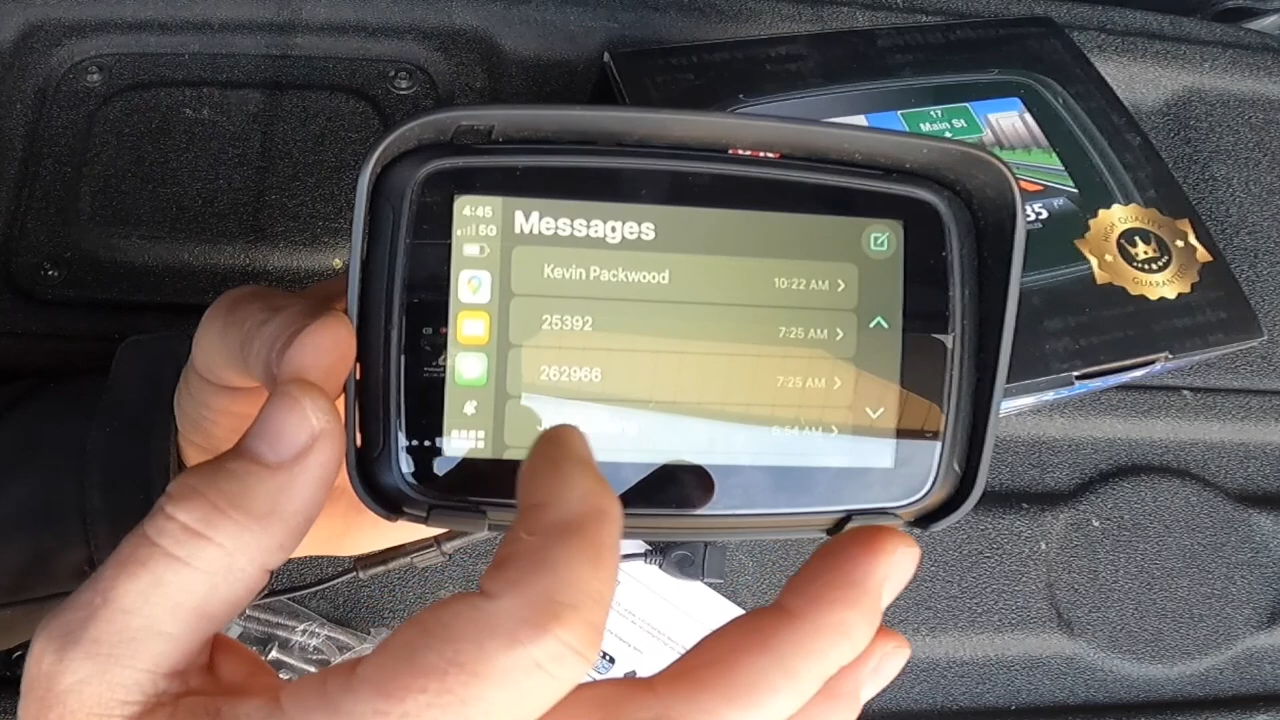 4:45
5G
Messages
Kevin Packwood
10:22 AM
25392
7:25 AM
262966
7:25 AM
6:54 AM
17
Main St
35
HIGH QUALITY
GUARANTEED